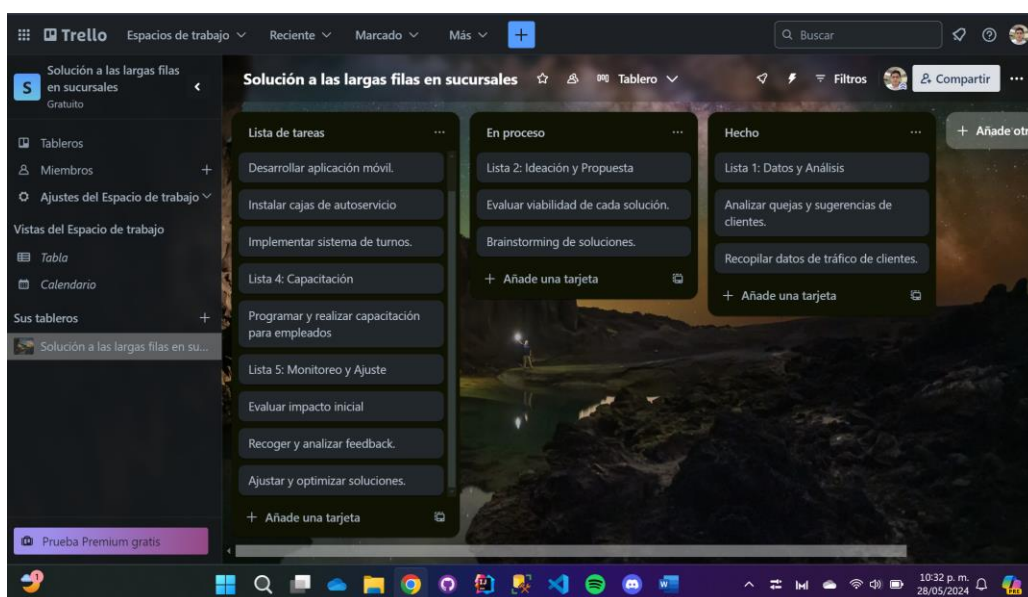 Trello
Espacios de trabajo
Reciente
Marcado
Más
Buscar
S
Solución a las largas filas
en sucursales
Gratuito
Solución a las largas filas en sucursales
Tablero
Filtros
Compartir
Tableros
Miembros
Ajustes del Espacio de trabajo
Vistas del Espacio de trabajo
Tabla
Calendario
Sus tableros
Solución a las largas filas en su...
Prueba Premium gratis
Lista de tareas
Desarrollar aplicación móvil.
Instalar cajas de autoservicio
Implementar sistema de turnos.
Lista 4: Capacitación
Programar y realizar capacitación
para empleados
Lista 5: Monitoreo y Ajuste
Evaluar impacto inicial
Recoger y analizar feedback.
Ajustar y optimizar soluciones.
+ Añade una tarjeta
En proceso
Lista 2: Ideación y Propuesta
Evaluar viabilidad de cada solución.
Brainstorming de soluciones.
+ Añade una tarjeta
Hecho
Lista 1: Datos y Análisis
Analizar quejas y sugerencias de
clientes.
Recopilar datos de tráfico de clientes.
+ Añade una tarjeta
+ Añade otr
1
W
10:32 p. m.
28/05/2024
PRE